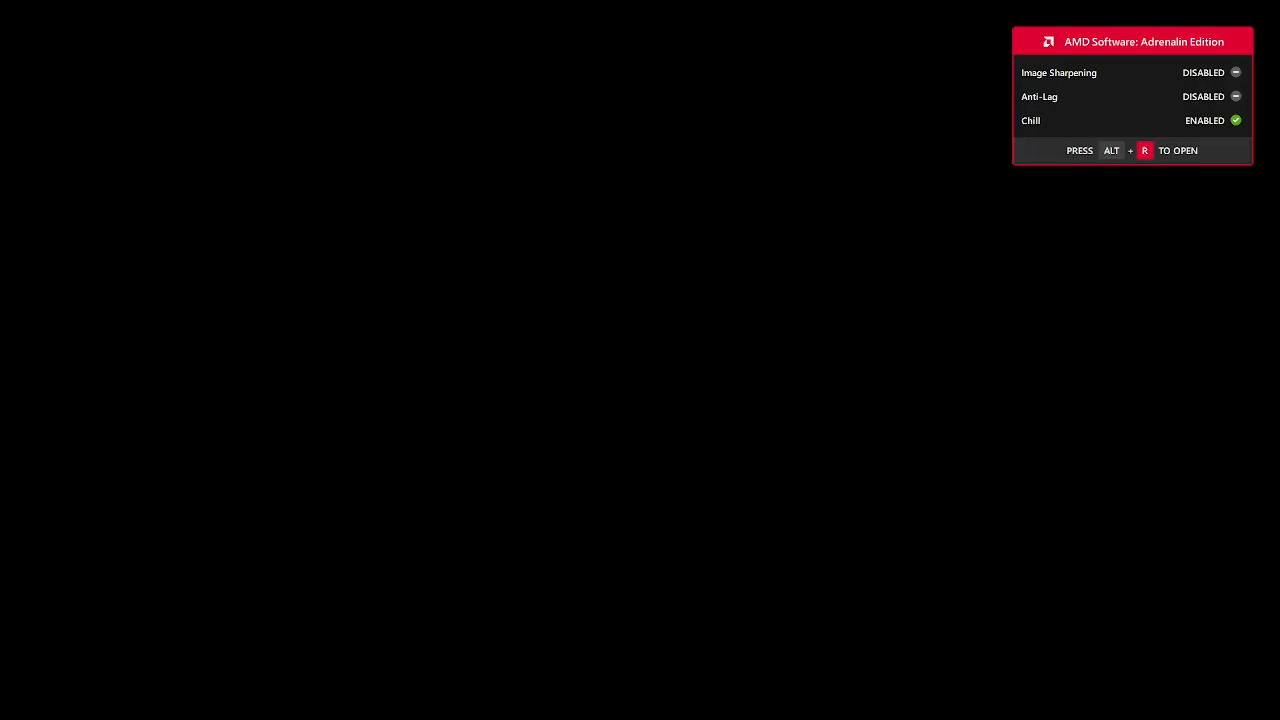 AMD Software: Adrenalin Edition
Image Sharpening DISABLED
Anti-Lag DISABLED
Chill ENABLED
PRESS ALT + R TO OPEN